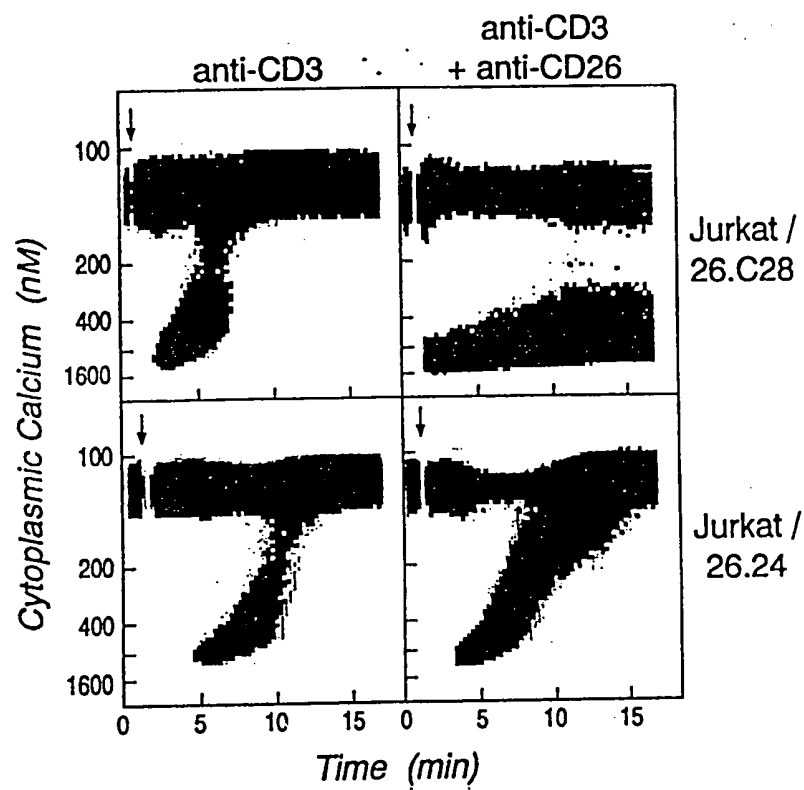 anti-CD3
anti-CD3
+ anti-CD26
100
200
400
1600
Jurkat /
26.C28
100
200
400
1600
Jurkat /
26.24
Cytoplasmic Calcium (nM)
0 5 10 15 0 5 10 15
Time (min)